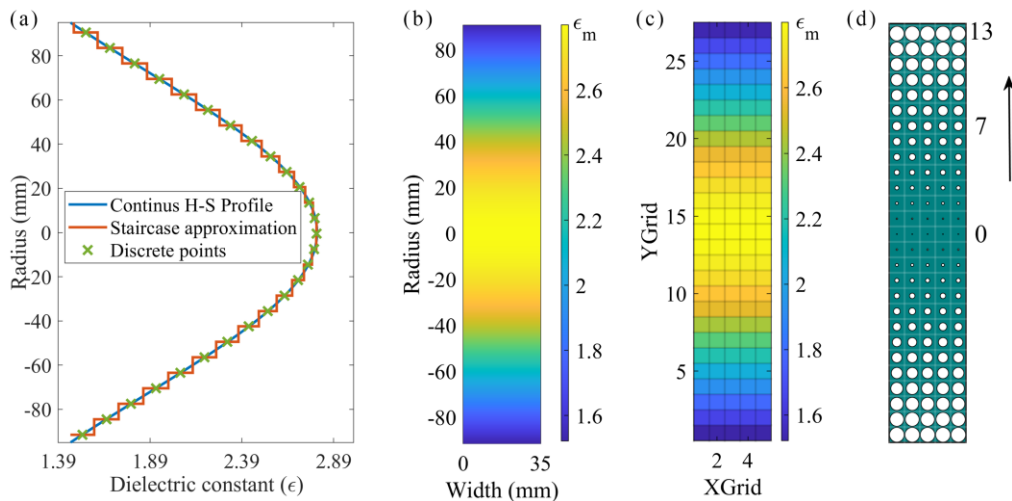 (a)
80
60
40
20
0
-20
-40
-60
-80
Radius (mm)
Continus H-S Profile
Staircase approximation
Discrete points
1.39 1.89 2.39 2.89
Dielectric constant (ϵ)
(b)
80
60
40
20
0
-20
-40
-60
-80
Radius (mm)
0 35
Width (mm)
ϵm
2.6
2.4
2.2
2
1.8
1.6
(c)
25
20
15
10
5
YGrid
2 4
XGrid
ϵm
2.6
2.4
2.2
2
1.8
1.6
(d)
13
7
0